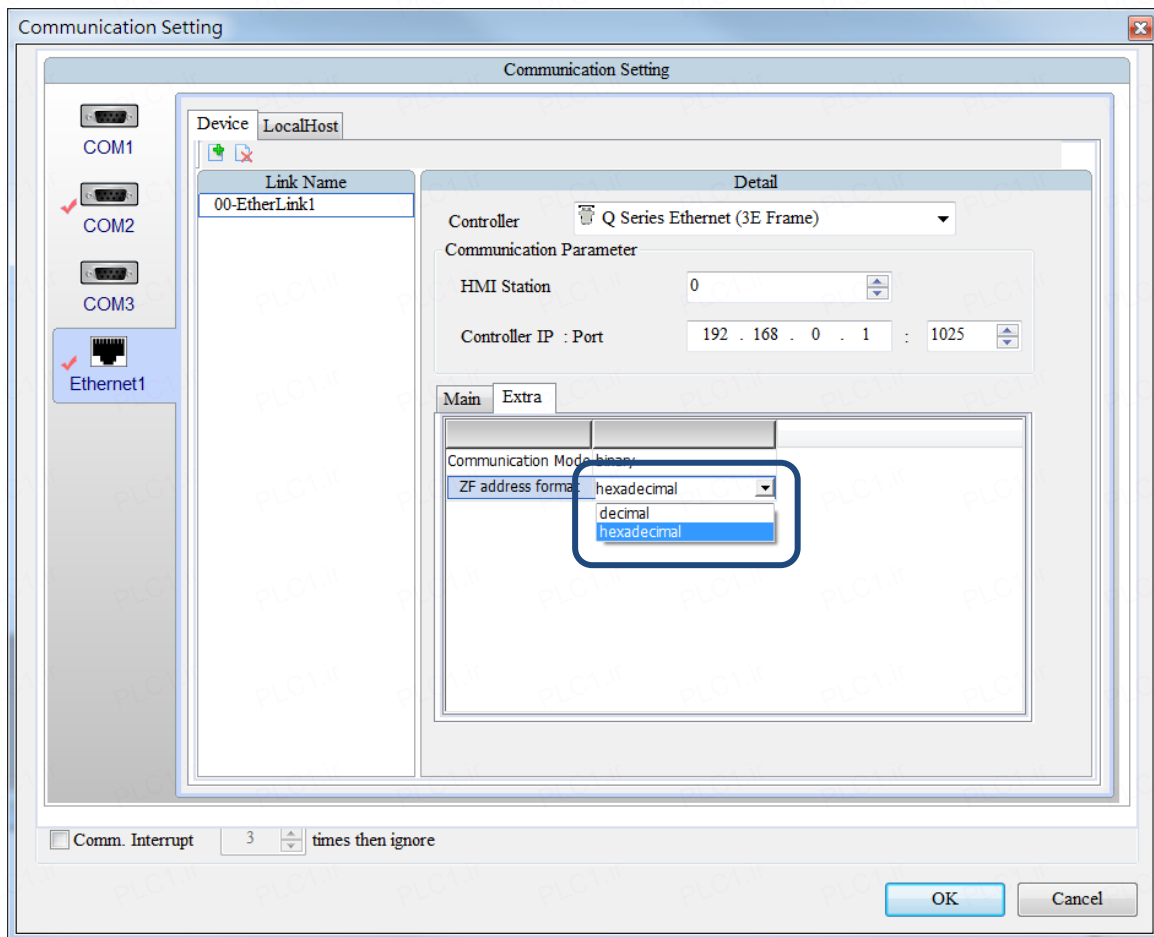 Communication Setting
Communication Setting
COM1
COM2
COM3
Ethernet1
Device LocalHost
Link Name
00-EtherLink1
Detail
Controller Q Series Ethernet (3E Frame)
Communication Parameter
HMI Station 0
Controller IP : Port 192 . 168 . 0 . 1 : 1025
Main Extra
Communication Mode binary
ZF address format hexadecimal
decimal
hexadecimal
Comm. Interrupt 3 times then ignore
OK Cancel
PLC1.ir